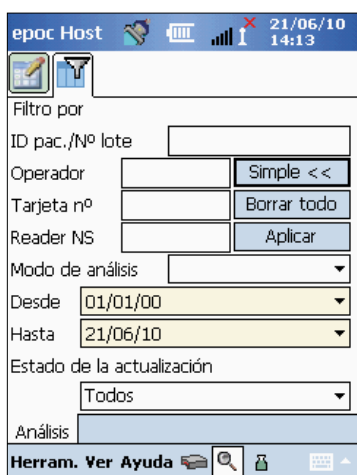 epoc Host 21/06/10
14:13
Filtro por
ID pac./Nº lote
Operador Simple <<
Tarjeta nº Borrar todo
Reader NS Aplicar
Modo de análisis
Desde 01/01/00
Hasta 21/06/10
Estado de la actualización
Todos
Análisis
Herram. Ver Ayuda